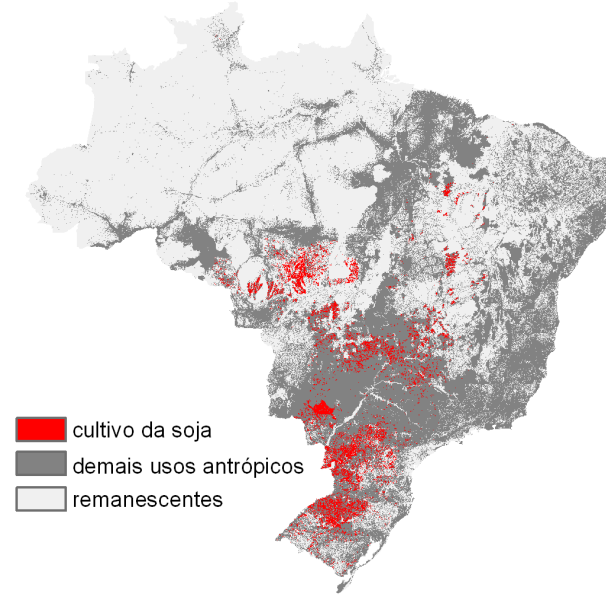 cultivo da soja
demais usos antrópicos
remanescentes